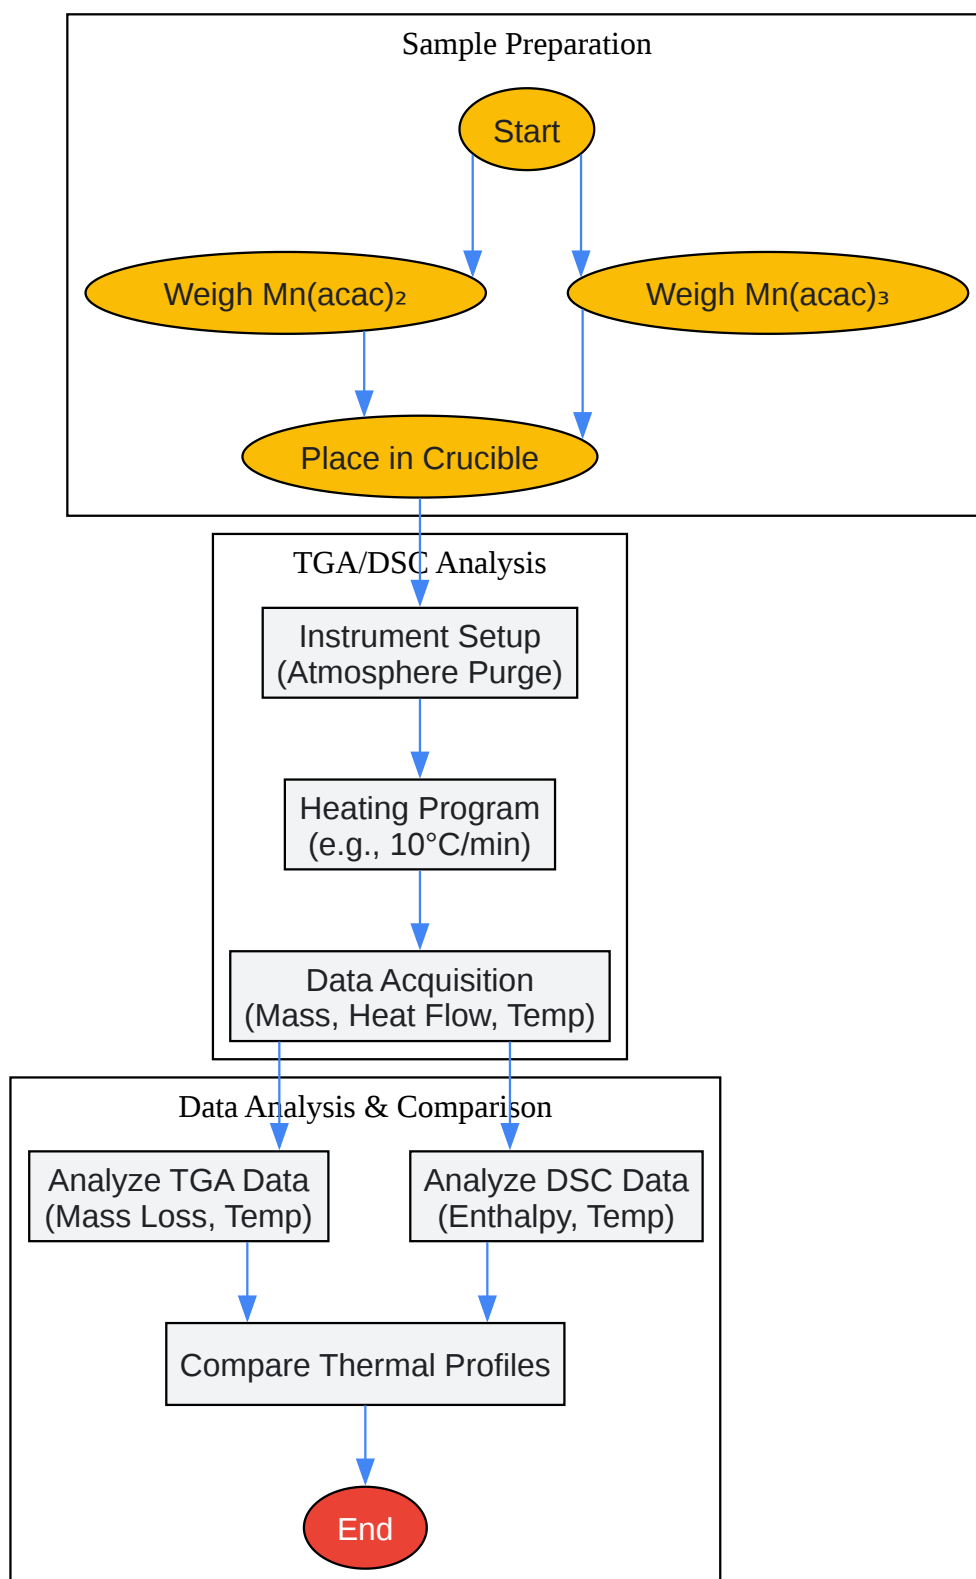 Sample Preparation
Start
Weigh Mn(acac)₂
Weigh Mn(acac)₃
Place in Crucible
TGA/DSC Analysis
Instrument Setup
(Atmosphere Purge)
Heating Program
(e.g., 10°C/min)
Data Acquisition
(Mass, Heat Flow, Temp)
Data Analysis & Comparison
Analyze TGA Data
(Mass Loss, Temp)
Analyze DSC Data
(Enthalpy, Temp)
Compare Thermal Profiles
End